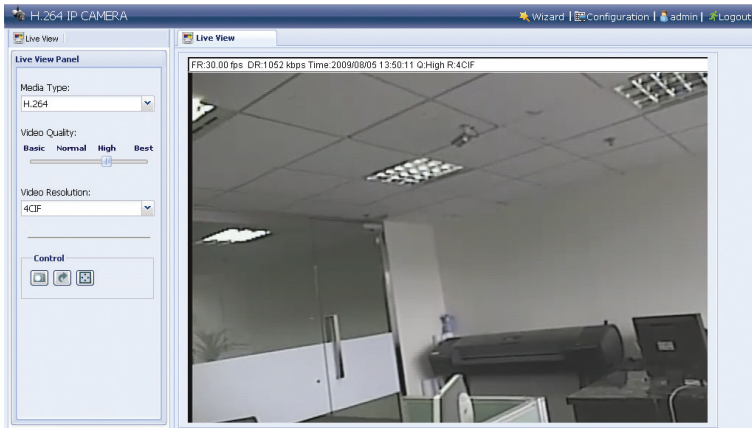 H.264 IP CAMERA
Wizard | Configuration | admin | Logout
Live View
Live View
Live View Panel
FR:30.00 fps DR:1052 kbps Time:2009/08/05 13:50:11 Q:High R:4CIF
Media Type:
H.264
Video Quality:
Basic Normal High Best
Video Resolution:
4CIF
Control